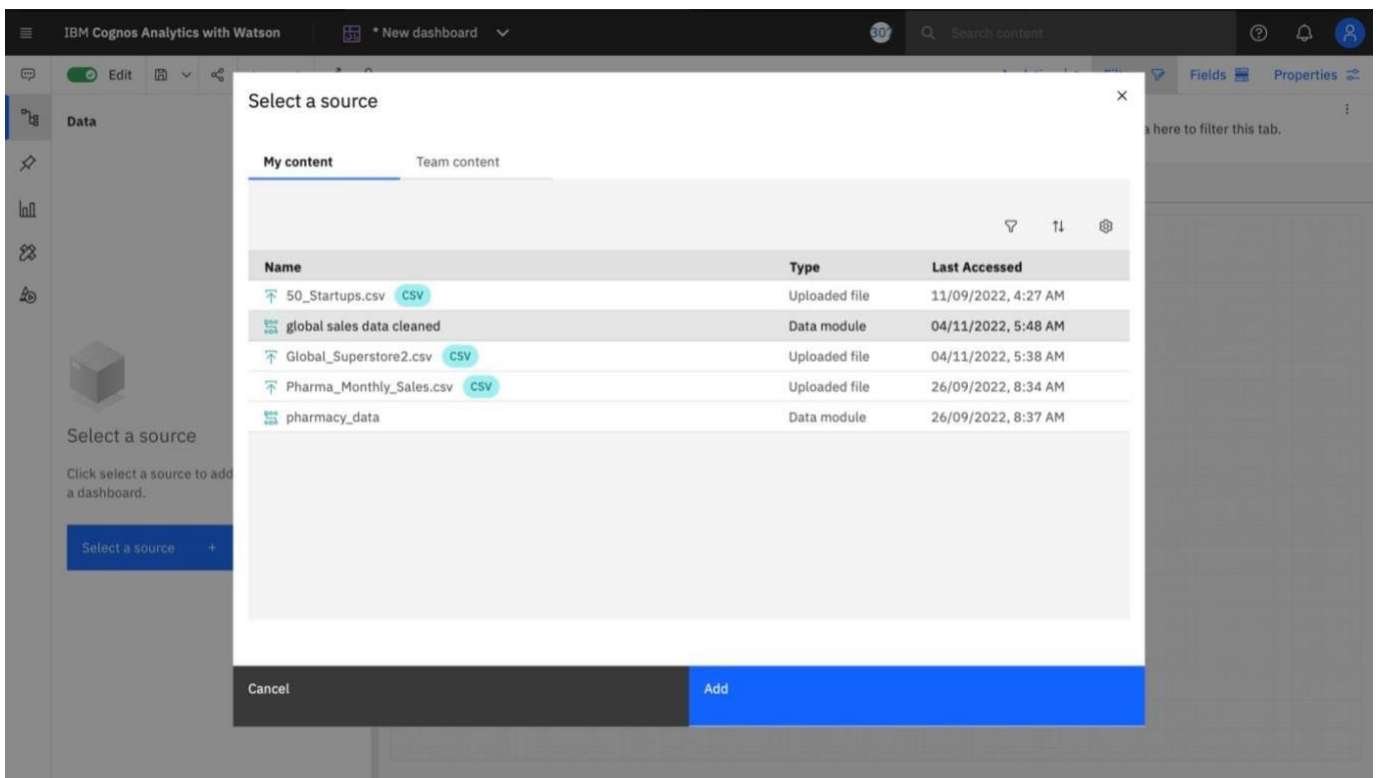 IBM Cognos Analytics with Watson
* New dashboard
30
Search content
Edit
Fields
Properties
Data
here to filter this tab.
Select a source
Click select a source to add
a dashboard.
Select a source +
Select a source
My content Team content
Name Type Last Accessed
50_Startups.csv CSV Uploaded file 11/09/2022, 4:27 AM
global sales data cleaned Data module 04/11/2022, 5:48 AM
Global_Superstore2.csv CSV Uploaded file 04/11/2022, 5:38 AM
Pharma_Monthly_Sales.csv CSV Uploaded file 26/09/2022, 8:34 AM
pharmacy_data Data module 26/09/2022, 8:37 AM
Cancel Add